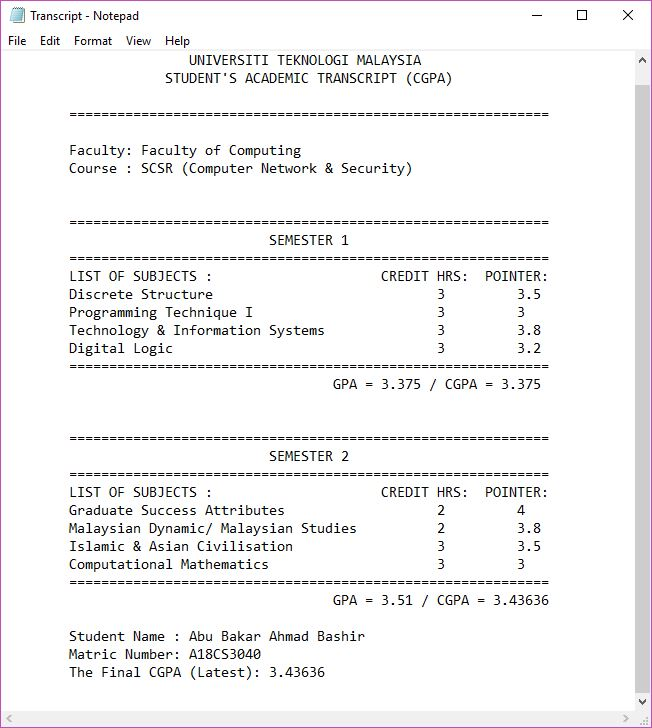 Transcript - Notepad
File Edit Format View Help
UNIVERSITI TEKNOLOGI MALAYSIA
STUDENT'S ACADEMIC TRANSCRIPT (CGPA)
============================================================
Faculty: Faculty of Computing
Course : SCSR (Computer Network & Security)
============================================================
SEMESTER 1
============================================================
LIST OF SUBJECTS : CREDIT HRS: POINTER:
Discrete Structure 3 3.5
Programming Technique I 3 3
Technology & Information Systems 3 3.8
Digital Logic 3 3.2
============================================================
GPA = 3.375 / CGPA = 3.375
============================================================
SEMESTER 2
============================================================
LIST OF SUBJECTS : CREDIT HRS: POINTER:
Graduate Success Attributes 2 4
Malaysian Dynamic/ Malaysian Studies 2 3.8
Islamic & Asian Civilisation 3 3.5
Computational Mathematics 3 3
============================================================
GPA = 3.51 / CGPA = 3.43636
Student Name : Abu Bakar Ahmad Bashir
Matric Number: A18CS3040
The Final CGPA (Latest): 3.43636